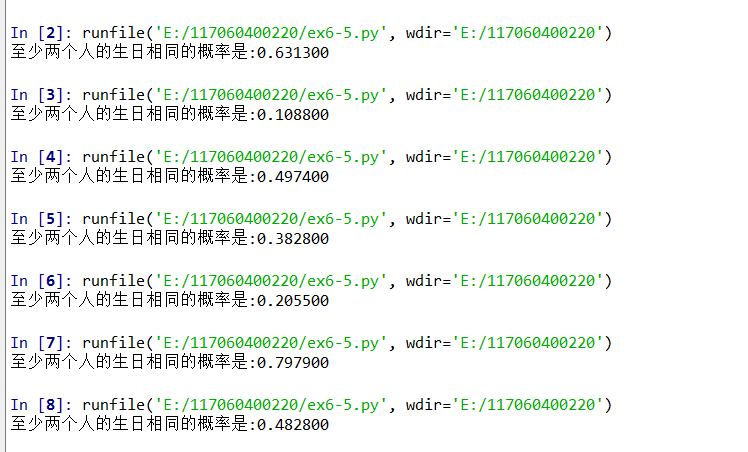 In [2]: runfile('E:/117060400220/ex6-5.py', wdir='E:/117060400220')
至少两个人的生日相同的概率是:0.631300
In [3]: runfile('E:/117060400220/ex6-5.py', wdir='E:/117060400220')
至少两个人的生日相同的概率是:0.108800
In [4]: runfile('E:/117060400220/ex6-5.py', wdir='E:/117060400220')
至少两个人的生日相同的概率是:0.497400
In [5]: runfile('E:/117060400220/ex6-5.py', wdir='E:/117060400220')
至少两个人的生日相同的概率是:0.382800
In [6]: runfile('E:/117060400220/ex6-5.py', wdir='E:/117060400220')
至少两个人的生日相同的概率是:0.205500
In [7]: runfile('E:/117060400220/ex6-5.py', wdir='E:/117060400220')
至少两个人的生日相同的概率是:0.797900
In [8]: runfile('E:/117060400220/ex6-5.py', wdir='E:/117060400220')
至少两个人的生日相同的概率是:0.482800